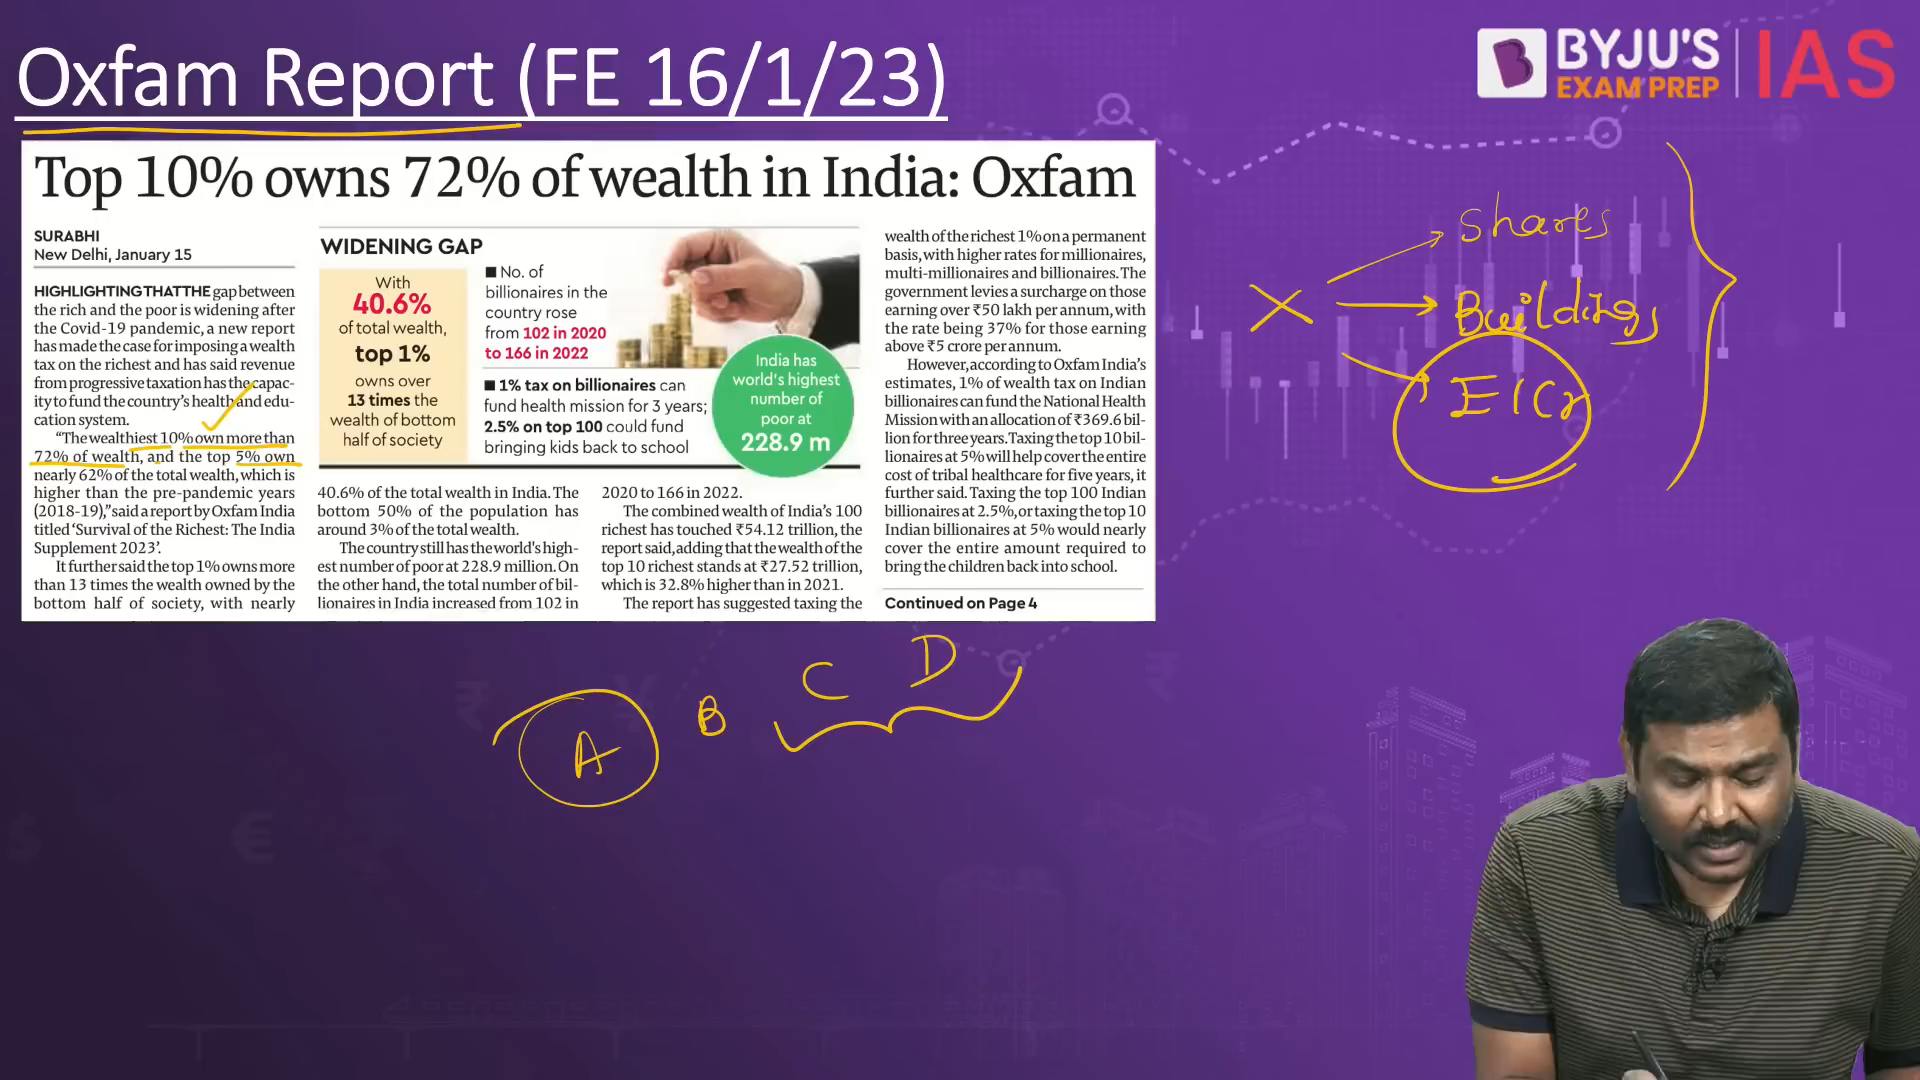 Oxfam Report (FE 16/1/23)
BYJU'S
EXAM PREP
IAS
Top 10% owns 72% of wealth in India: Oxfam
SURABHI
New Delhi, January 15
HIGHLIGHTING THAT THE gap between
the rich and the poor is widening after
the Covid-19 pandemic, a new report
has made the case for imposing a wealth
tax on the richest and has said revenue
from progressive taxation has the capac-
ity to fund the country's health and edu-
cation system.
"The wealthiest 10% own more than
72% of wealth, and the top 5% own
nearly 62% of the total wealth, which is
higher than the pre-pandemic years
(2018-19)," said a report by Oxfam India
titled 'Survival of the Richest: The India
Supplement 2023'.
It further said the top 1% owns more
than 13 times the wealth owned by the
bottom half of society, with nearly
WIDENING GAP
With
40.6%
of total wealth,
top 1%
owns over
13 times the
wealth of bottom
half of society
■ No. of
billionaires in the
country rose
from 102 in 2020
to 166 in 2022
■ 1% tax on billionaires can
fund health mission for 3 years;
2.5% on top 100 could fund
bringing kids back to school
India has
world's highest
number of
poor at
228.9 m
40.6% of the total wealth in India. The
bottom 50% of the population has
around 3% of the total wealth.
The country still has the world's high-
est number of poor at 228.9 million. On
the other hand, the total number of bil-
lionaires in India increased from 102 in
2020 to 166 in 2022.
The combined wealth of India's 100
richest has touched ₹54.12 trillion, the
report said, adding that the wealth of the
top 10 richest stands at ₹27.52 trillion,
which is 32.8% higher than in 2021.
The report has suggested taxing the
wealth of the richest 1% on a permanent
basis, with higher rates for millionaires,
multi-millionaires and billionaires. The
government levies a surcharge on those
earning over ₹50 lakh per annum, with
the rate being 37% for those earning
above ₹5 crore per annum.
However, according to Oxfam India's
estimates, 1% of wealth tax on Indian
billionaires can fund the National Health
Mission with an allocation of ₹369.6 bil-
lion for three years. Taxing the top 10 bil-
lionaires at 5% will help cover the entire
cost of tribal healthcare for five years, it
further said. Taxing the top 100 Indian
billionaires at 2.5%, or taxing the top 10
Indian billionaires at 5% would nearly
cover the entire amount required to
bring the children back into school.
Continued on Page 4
X
Shares
Buildings
A
B
C
D